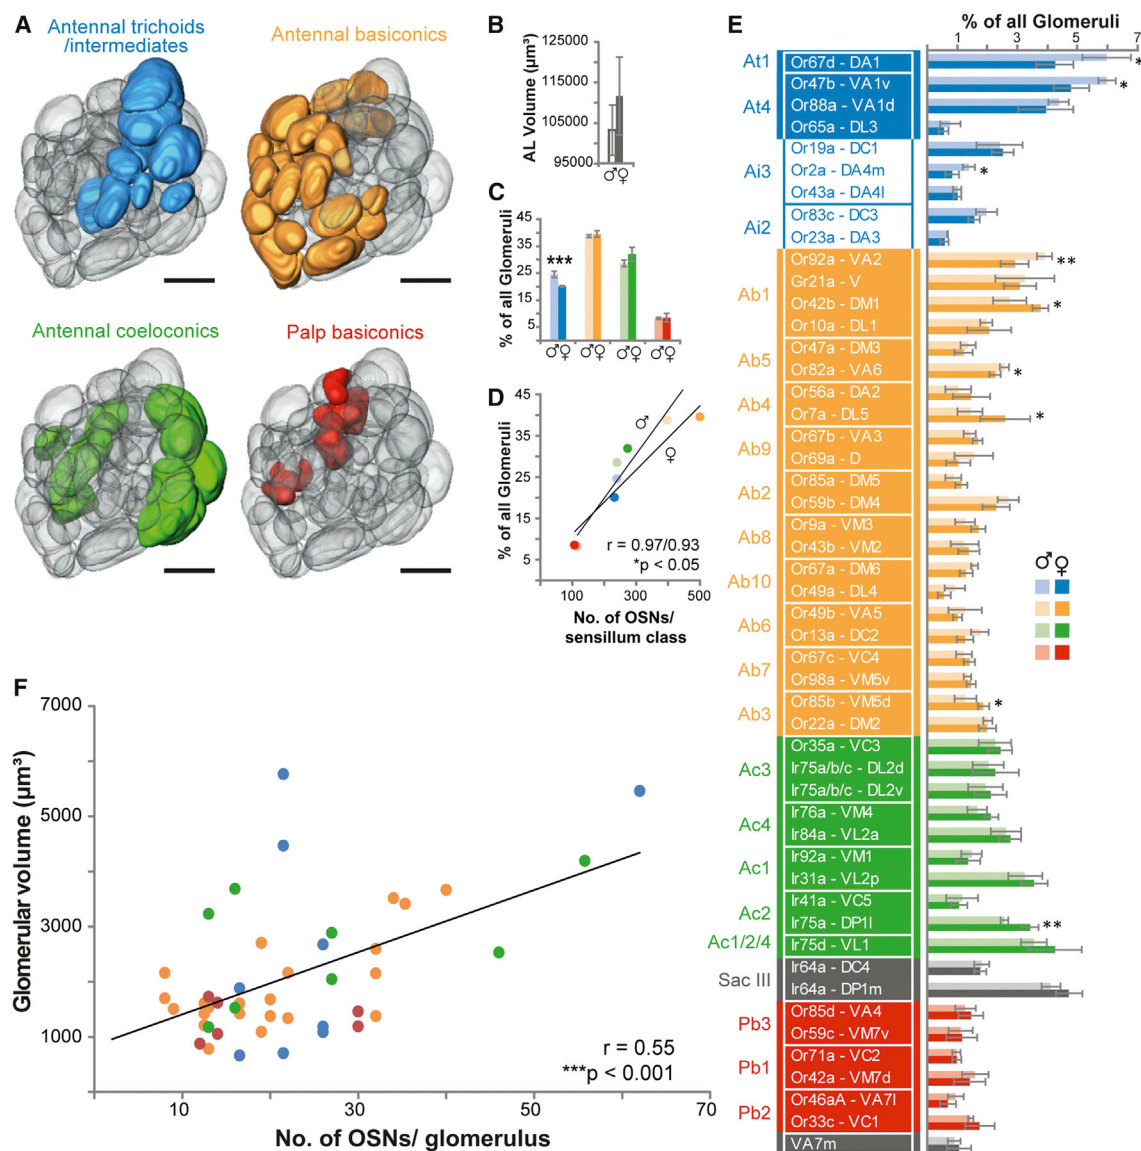 A
Antennal trichoids
/intermediates
Antennal basiconics
Antennal coeloconics
Palp basiconics
B
AL Volume (µm³)
125000
115000
105000
95000
♂♀
C
% of all Glomeruli
45
35
25
15
5
***
♂♀ ♂♀ ♂♀ ♂♀
D
% of all Glomeruli
45
35
25
15
5
♂
♀
r = 0.97/0.93
*p < 0.05
100 300 500
No. of OSNs/
sensillum class
E
% of all Glomeruli
1 3 5 7
At1
Or67d - DA1 *
Or47b - VA1v *
At4
Or88a - VA1d
Or65a - DL3
Or19a - DC1
Ai3
Or2a - DA4m *
Or43a - DA4l
Or83c - DC3
Ai2
Or23a - DA3
Or92a - VA2 **
Ab1
Gr21a - V
Or42b - DM1 *
Or10a - DL1
Or47a - DM3
Ab5
Or82a - VA6 *
Or56a - DA2
Ab4
Or7a - DL5 *
Or67b - VA3
Ab9
Or69a - D
Or85a - DM5
Ab2
Or59b - DM4
Or9a - VM3
Ab8
Or43b - VM2
Or67a - DM6
Ab10
Or49a - DL4
Or49b - VA5
Ab6
Or13a - DC2
Or67c - VC4
Ab7
Or98a - VM5v
Or85b - VM5d *
Ab3
Or22a - DM2
Or35a - VC3
Ac3
Ir75a/b/c - DL2d
Ir75a/b/c - DL2v
Ir76a - VM4
Ac4
Ir84a - VL2a
Ir92a - VM1
Ac1
Ir31a - VL2p
Ir41a - VC5
Ac2
Ir75a - DP1l **
Ac1/2/4
Ir75d - VL1
Ir64a - DC4
Sac III
Ir64a - DP1m
Or85d - VA4
Pb3
Or59c - VM7v
Or71a - VC2
Pb1
Or42a - VM7d
Or46aA - VA7l
Pb2
Or33c - VC1
VA7m
♂♀
F
Glomerular volume (µm³)
7000
5000
3000
1000
r = 0.55
***p < 0.001
10 30 50 70
No. of OSNs/ glomerulus